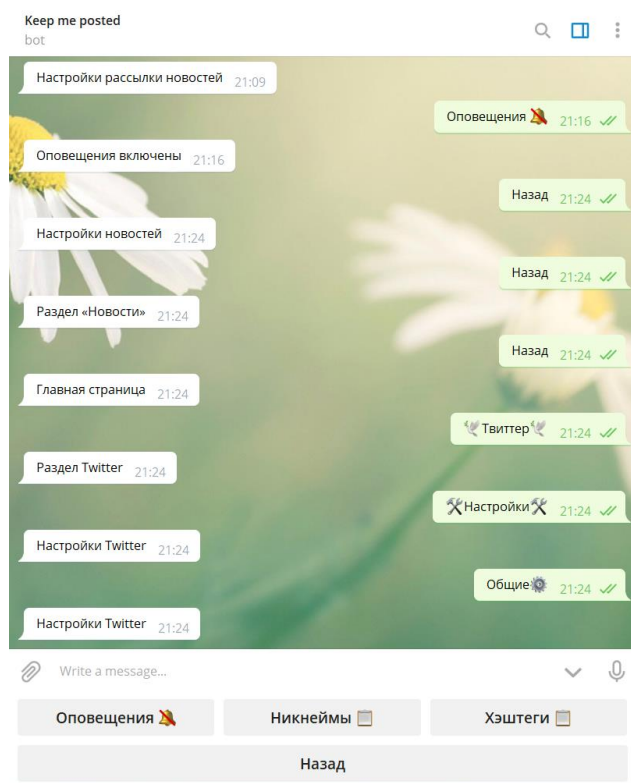 Keep me posted
bot
Настройки рассылки новостей 21:09
Оповещения 🔕 21:16
Оповещения включены 21:16
Назад 21:24
Настройки новостей 21:24
Назад 21:24
Раздел «Новости» 21:24
Назад 21:24
Главная страница 21:24
🕊Твиттер🕊 21:24
Раздел Twitter 21:24
🛠Настройки🛠 21:24
Настройки Twitter 21:24
Общие⚙ 21:24
Настройки Twitter 21:24
Write a message...
Оповещения 🔕 Никнеймы 📋 Хэштеги 📋
Назад